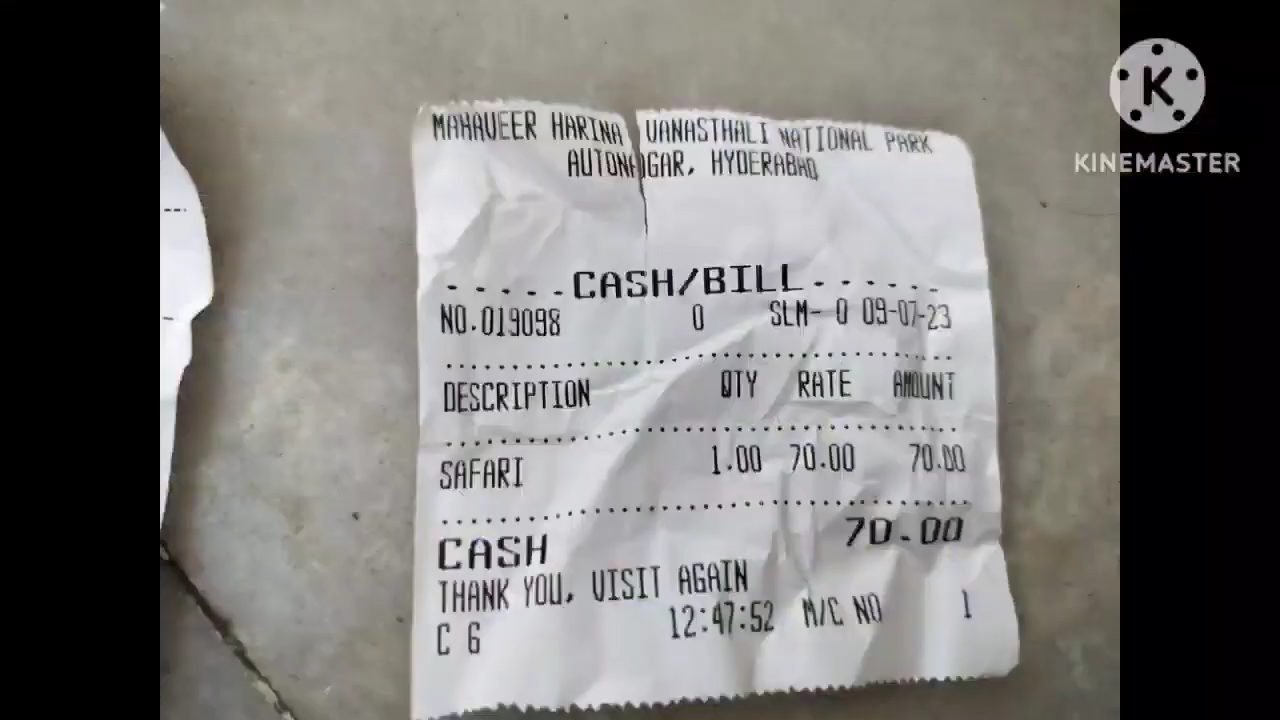 MAHAVEER HARINA VANASTHALI NATIONAL PARK
AUTONAGAR, HYDERABAD
- - - - - CASH/BILL - - - - - -
NO.019098 0 SLM- 0 09-07-23
DESCRIPTION QTY RATE AMOUNT
SAFARI 1.00 70.00 70.00
CASH 70.00
THANK YOU, VISIT AGAIN
C 6 12:47:52 M/C NO 1
K
KINEMASTER